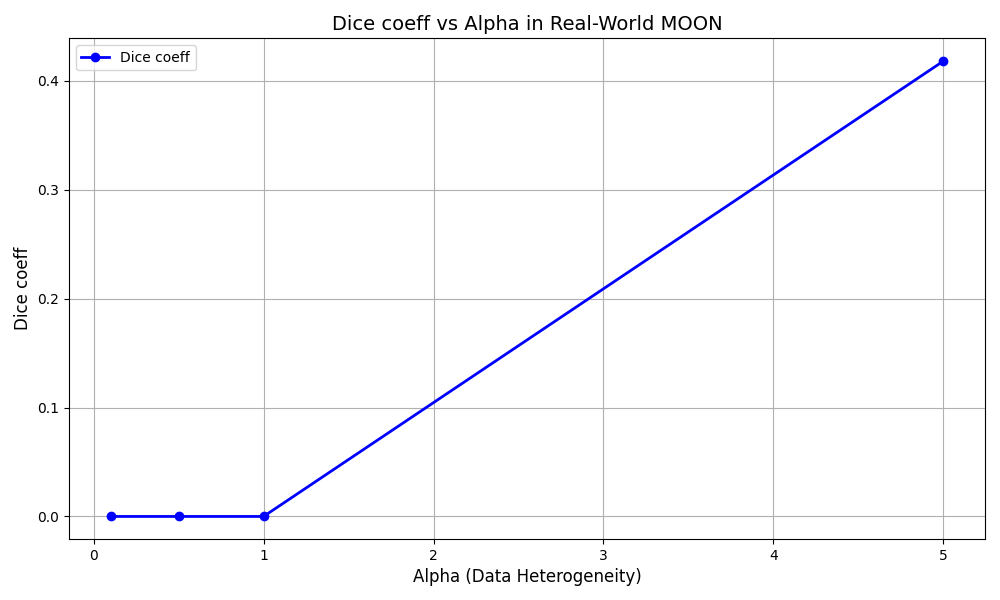 Dice coeff vs Alpha in Real-World MOON
Dice coeff
0.4
0.3
0.2
0.1
0.0
Dice coeff
0 1 2 3 4 5
Alpha (Data Heterogeneity)